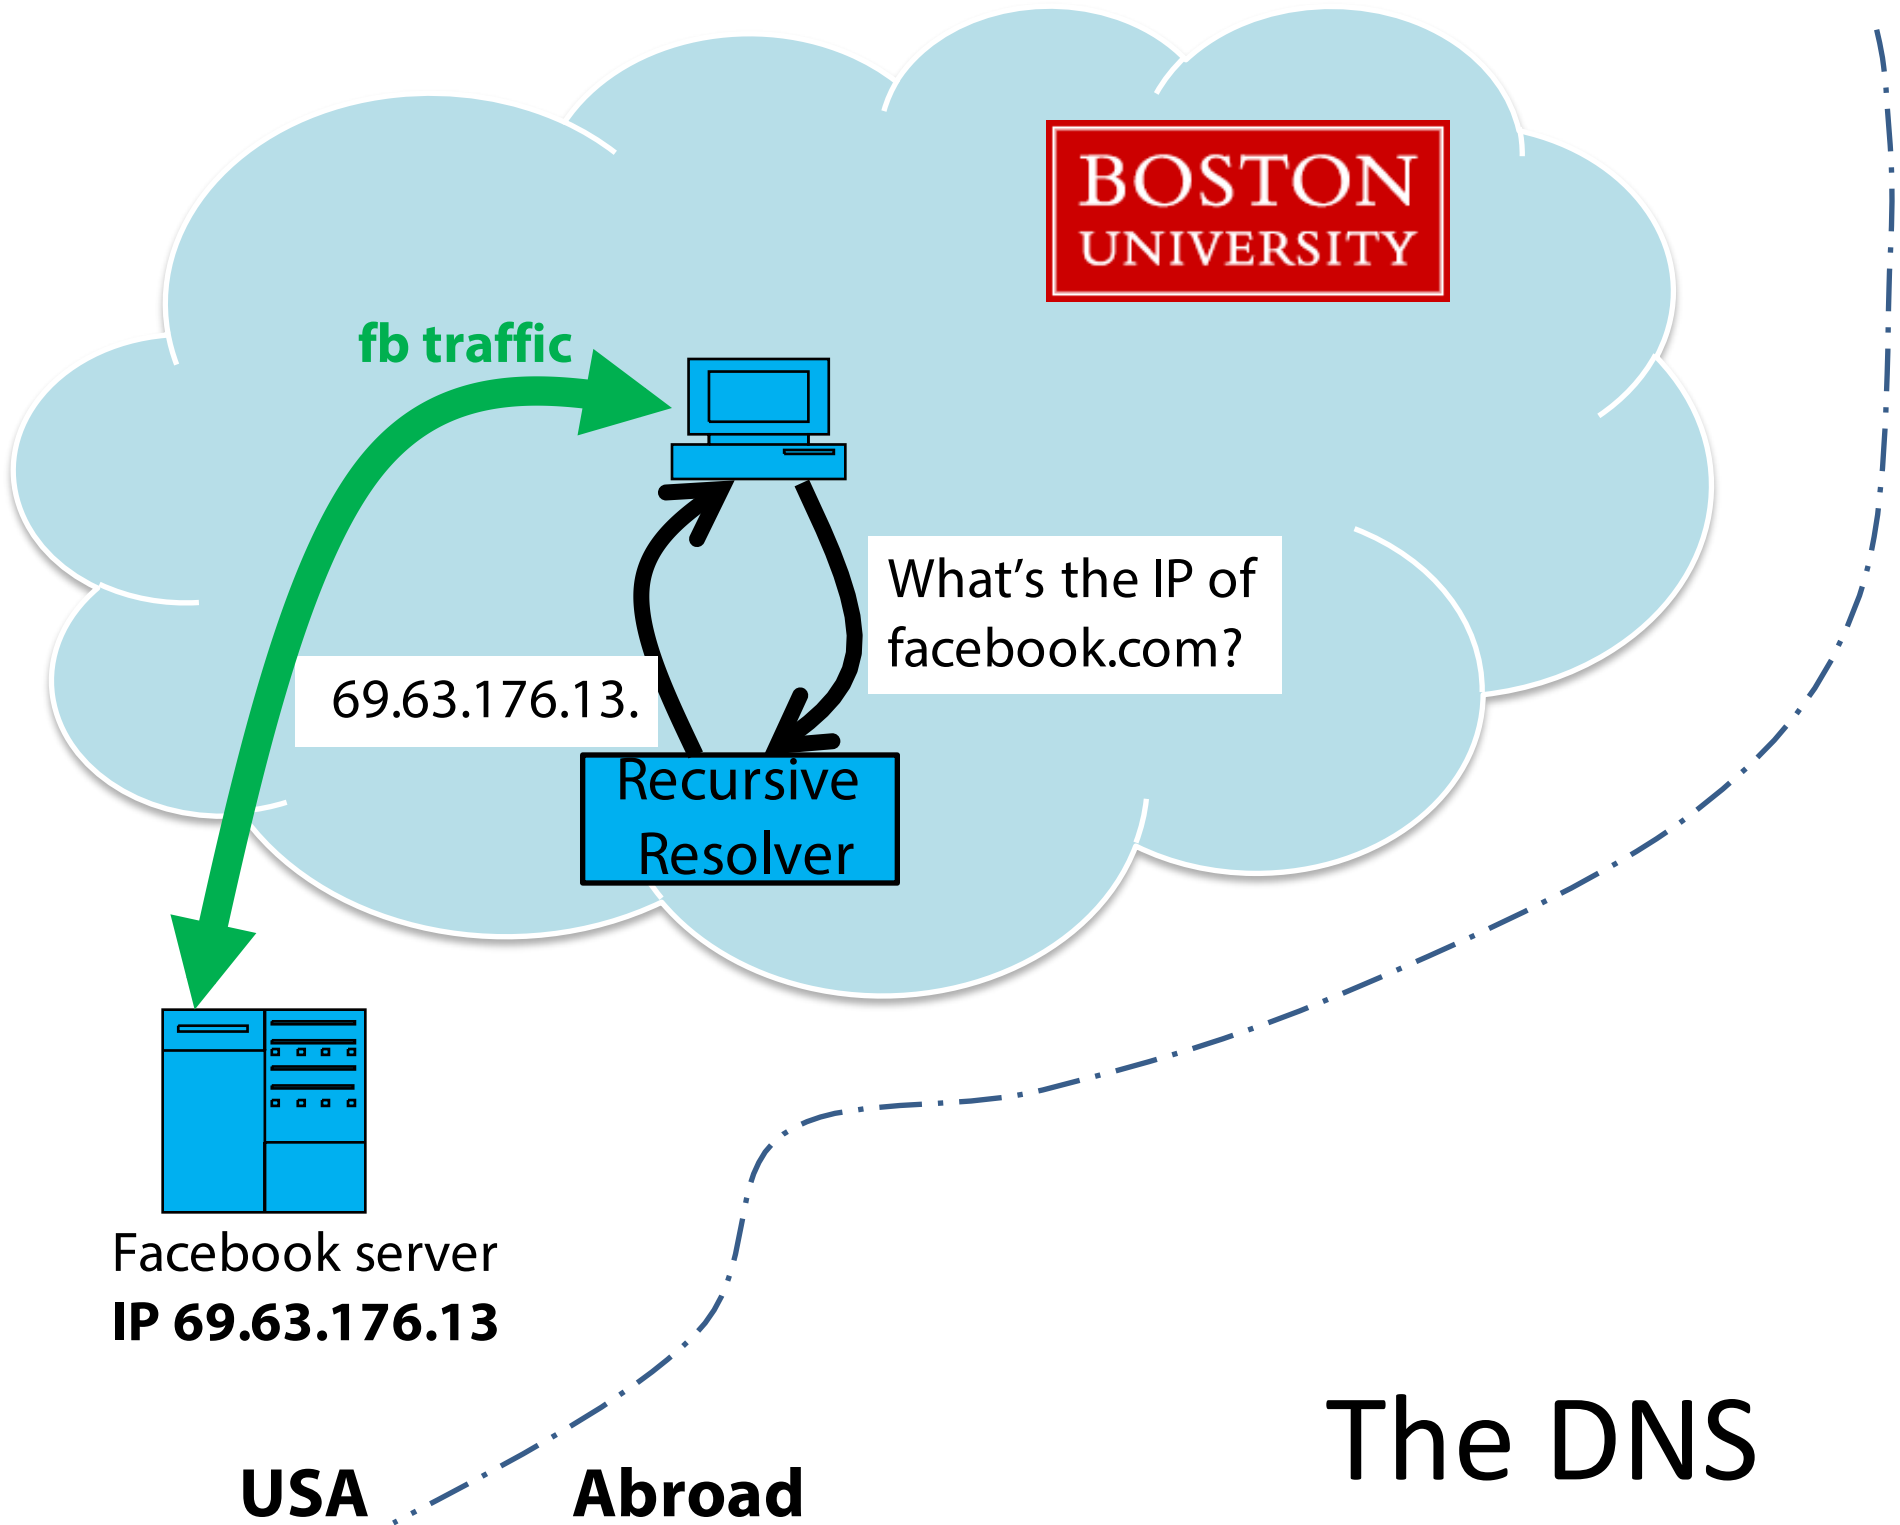 BOSTON
UNIVERSITY
fb traffic
What's the IP of
facebook.com?
69.63.176.13.
Recursive
Resolver
Facebook server
IP 69.63.176.13
The DNS
USA
Abroad